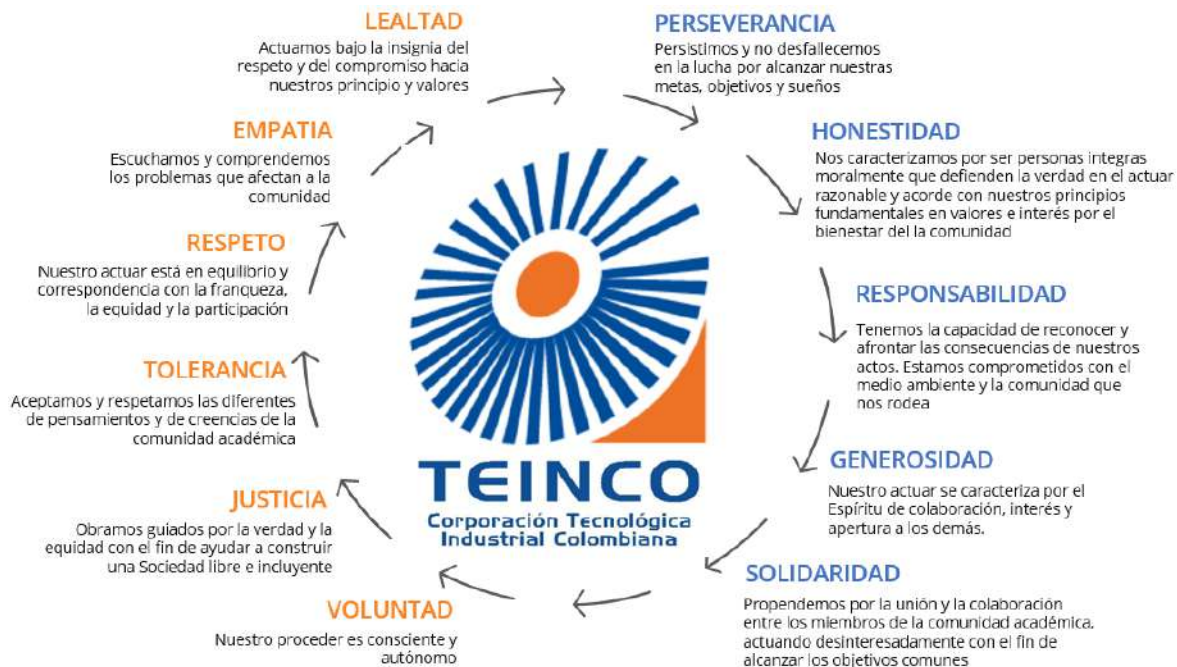 LEALTAD
Actuamos bajo la insignia del
respeto y del compromiso hacia
nuestros principio y valores
PERSEVERANCIA
Persistimos y no desfallecemos
en la lucha por alcanzar nuestras
metas, objetivos y sueños
HONESTIDAD
Nos caracterizamos por ser personas integras
moralmente que defienden la verdad en el actuar
razonable y acorde con nuestros principios
fundamentales en valores e interés por el
bienestar del la comunidad
RESPONSABILIDAD
Tenemos la capacidad de reconocer y
afrontar las consecuencias de nuestros
actos. Estamos comprometidos con el
medio ambiente y la comunidad que
nos rodea
GENEROSIDAD
Nuestro actuar se caracteriza por el
Espíritu de colaboración, interés y
apertura a los demás.
SOLIDARIDAD
Propendemos por la unión y la colaboración
entre los miembros de la comunidad académica,
actuando desinteresadamente con el fin de
alcanzar los objetivos comunes
VOLUNTAD
Nuestro proceder es consciente y
autónomo
JUSTICIA
Obramos guiados por la verdad y la
equidad con el fin de ayudar a construir
una Sociedad libre e incluyente
TOLERANCIA
Aceptamos y respetamos las diferentes
de pensamientos y de creencias de la
comunidad académica
RESPETO
Nuestro actuar está en equilibrio y
correspondencia con la franqueza,
la equidad y la participación
EMPATIA
Escuchamos y comprendemos
los problemas que afectan a la
comunidad
TEINCO
Corporación Tecnológica
Industrial Colombiana